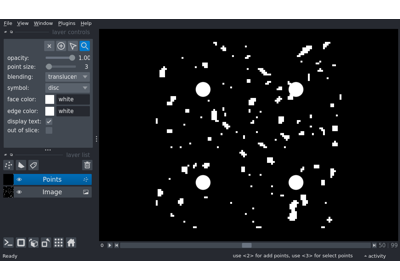 File View Window Plugins Help
layer controls
opacity: 1.00
point size: 3
blending: translucen
symbol: disc
face color: white
edge color: white
display text:
out of slice:
layer list
Points
Image
0 50 99
Ready use <2> for add points, use <3> for select points activity